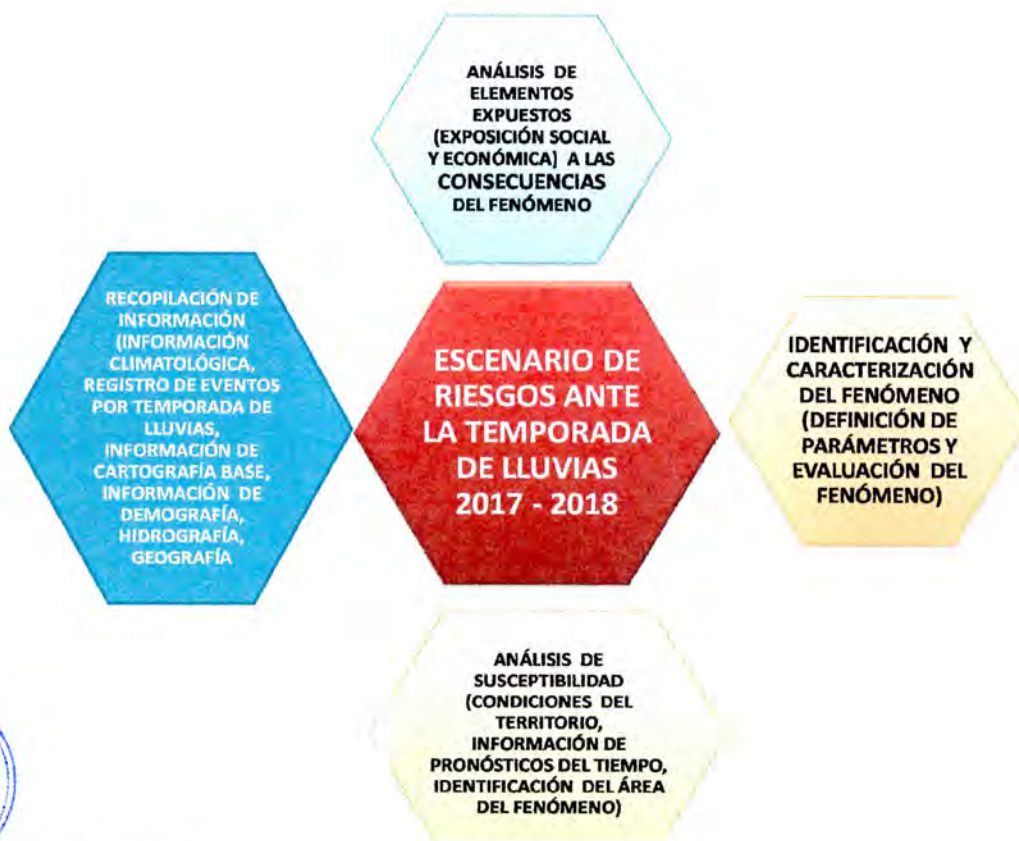 ANÁLISIS DE
ELEMENTOS
EXPUESTOS
(EXPOSICIÓN SOCIAL
Y ECONÓMICA) A LAS
CONSECUENCIAS
DEL FENÓMENO
RECOPILACIÓN DE
INFORMACIÓN
(INFORMACIÓN
CLIMATOLÓGICA,
REGISTRO DE EVENTOS
POR TEMPORADA DE
LLUVIAS,
INFORMACIÓN DE
CARTOGRAFÍA BASE,
INFORMACIÓN DE
DEMOGRAFÍA,
HIDROGRAFÍA,
GEOGRAFÍA
ESCENARIO DE
RIESGOS ANTE
LA TEMPORADA
DE LLUVIAS
2017 - 2018
IDENTIFICACIÓN Y
CARACTERIZACIÓN
DEL FENÓMENO
(DEFINICIÓN DE
PARÁMETROS Y
EVALUACIÓN DEL
FENÓMENO)
ANÁLISIS DE
SUSCEPTIBILIDAD
(CONDICIONES DEL
TERRITORIO,
INFORMACIÓN DE
PRONÓSTICOS DEL TIEMPO,
IDENTIFICACIÓN DEL ÁREA
DEL FENÓMENO)